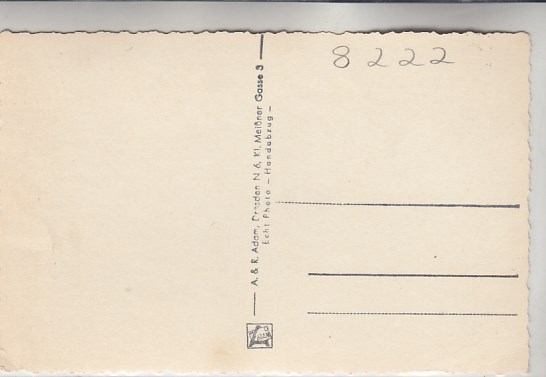 8222
A. & R. Adam, Dresden N 6, Kl. Meißner Gasse 3
Echt Photo – Handabzug –